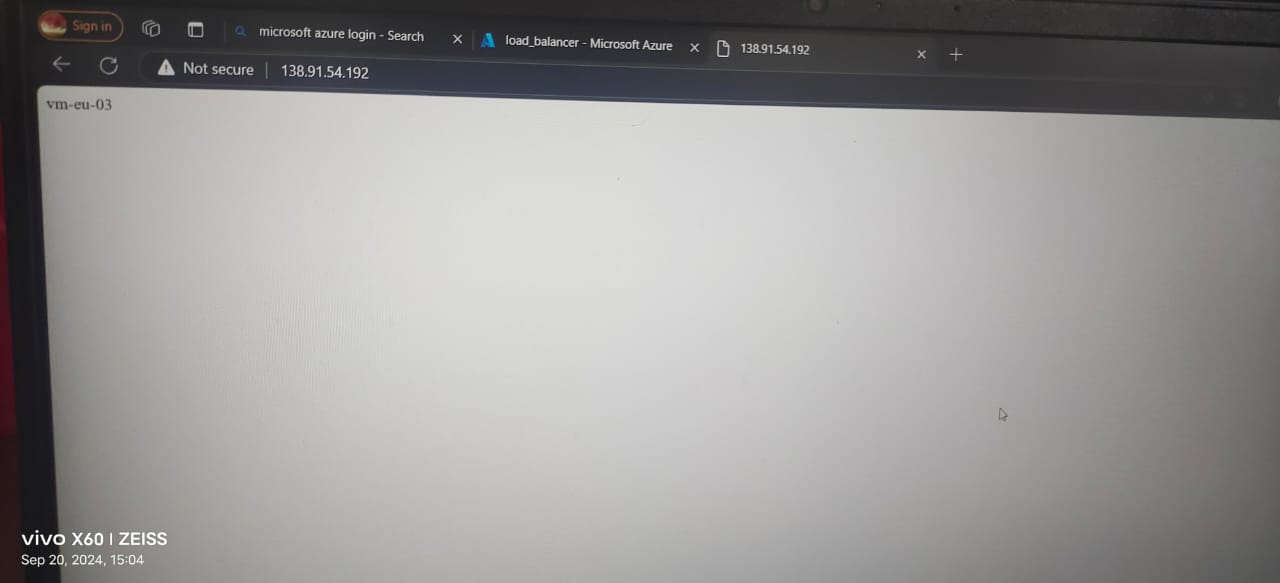 Sign in
microsoft azure login - Search
load_balancer - Microsoft Azure
138.91.54.192
Not secure
138.91.54.192
vm-eu-03
vivo X60 | ZEISS
Sep 20, 2024, 15:04